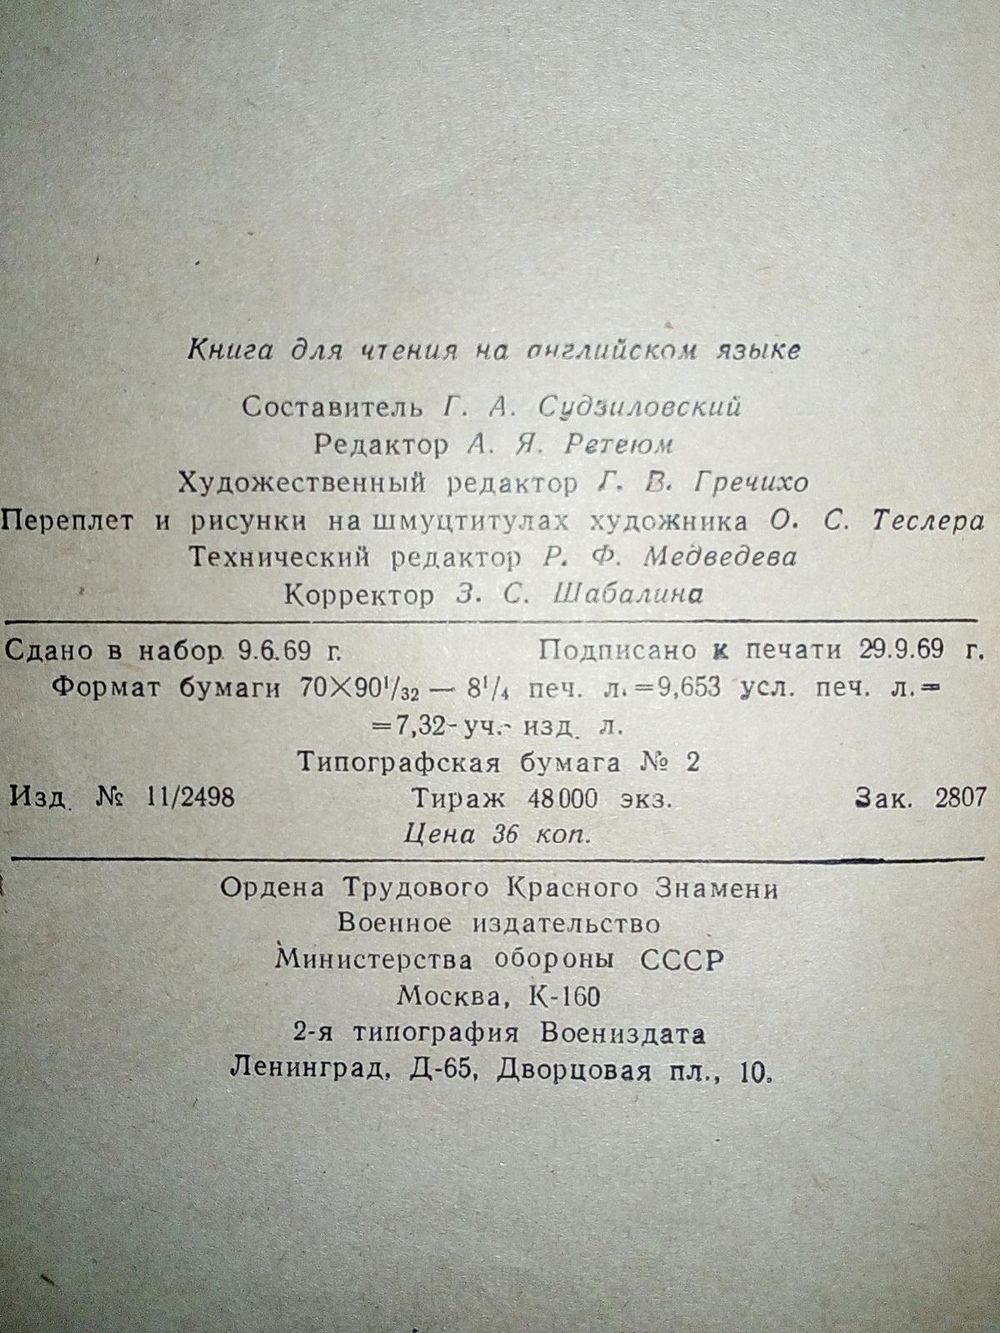 Книга для чтения на английском языке
Составитель Г. А. Судзиловский
Редактор А. Я. Ретеюм
Художественный редактор Г. В. Гречихо
Переплет и рисунки на шмуцтитулах художника О. С. Теслера
Технический редактор Р. Ф. Медведева
Корректор З. С. Шабалина
Сдано в набор 9.6.69 г. Подписано к печати 29.9.69 г.
Формат бумаги 70×90¹/₃₂ — 8¹/₄ печ. л.=9,653 усл. печ. л.=
=7,32-уч.- изд. л.
Типографская бумага № 2
Изд. № 11/2498 Тираж 48000 экз. Зак. 2807
Цена 36 коп.
Ордена Трудового Красного Знамени
Военное издательство
Министерства обороны СССР
Москва, К-160
2-я типография Воениздата
Ленинград, Д-65, Дворцовая пл., 10.